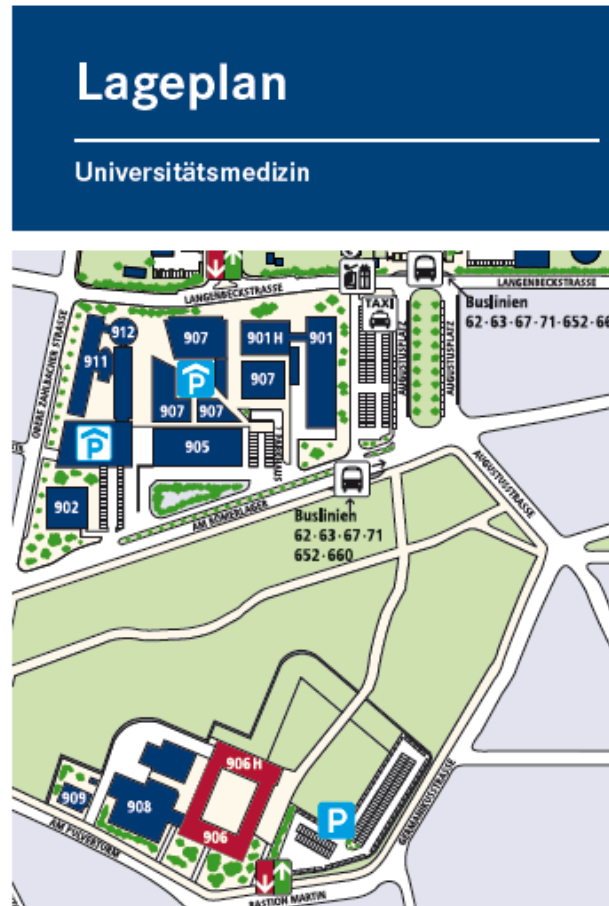 Lageplan
Universitätsmedizin
LANGENBECKSTRASSE
LANGENBECKSTRASSE
TAXI
Buslinien
62·63·67·71·652·66
OBERE ZAHLBACHER STRASSE
912
911
907
901 H
901
907
907
907
P
P
905
902
AUGUSTUSPLATZ
AUGUSTUSPLATZ
AUGUSTUSSTRASSE
AM RÖMERLAGER
Buslinien
62·63·67·71
652·660
906 H
906
908
909
P
AM PULVERTURM
GERMANIKUSSTRASSE
BASTION MARTIN